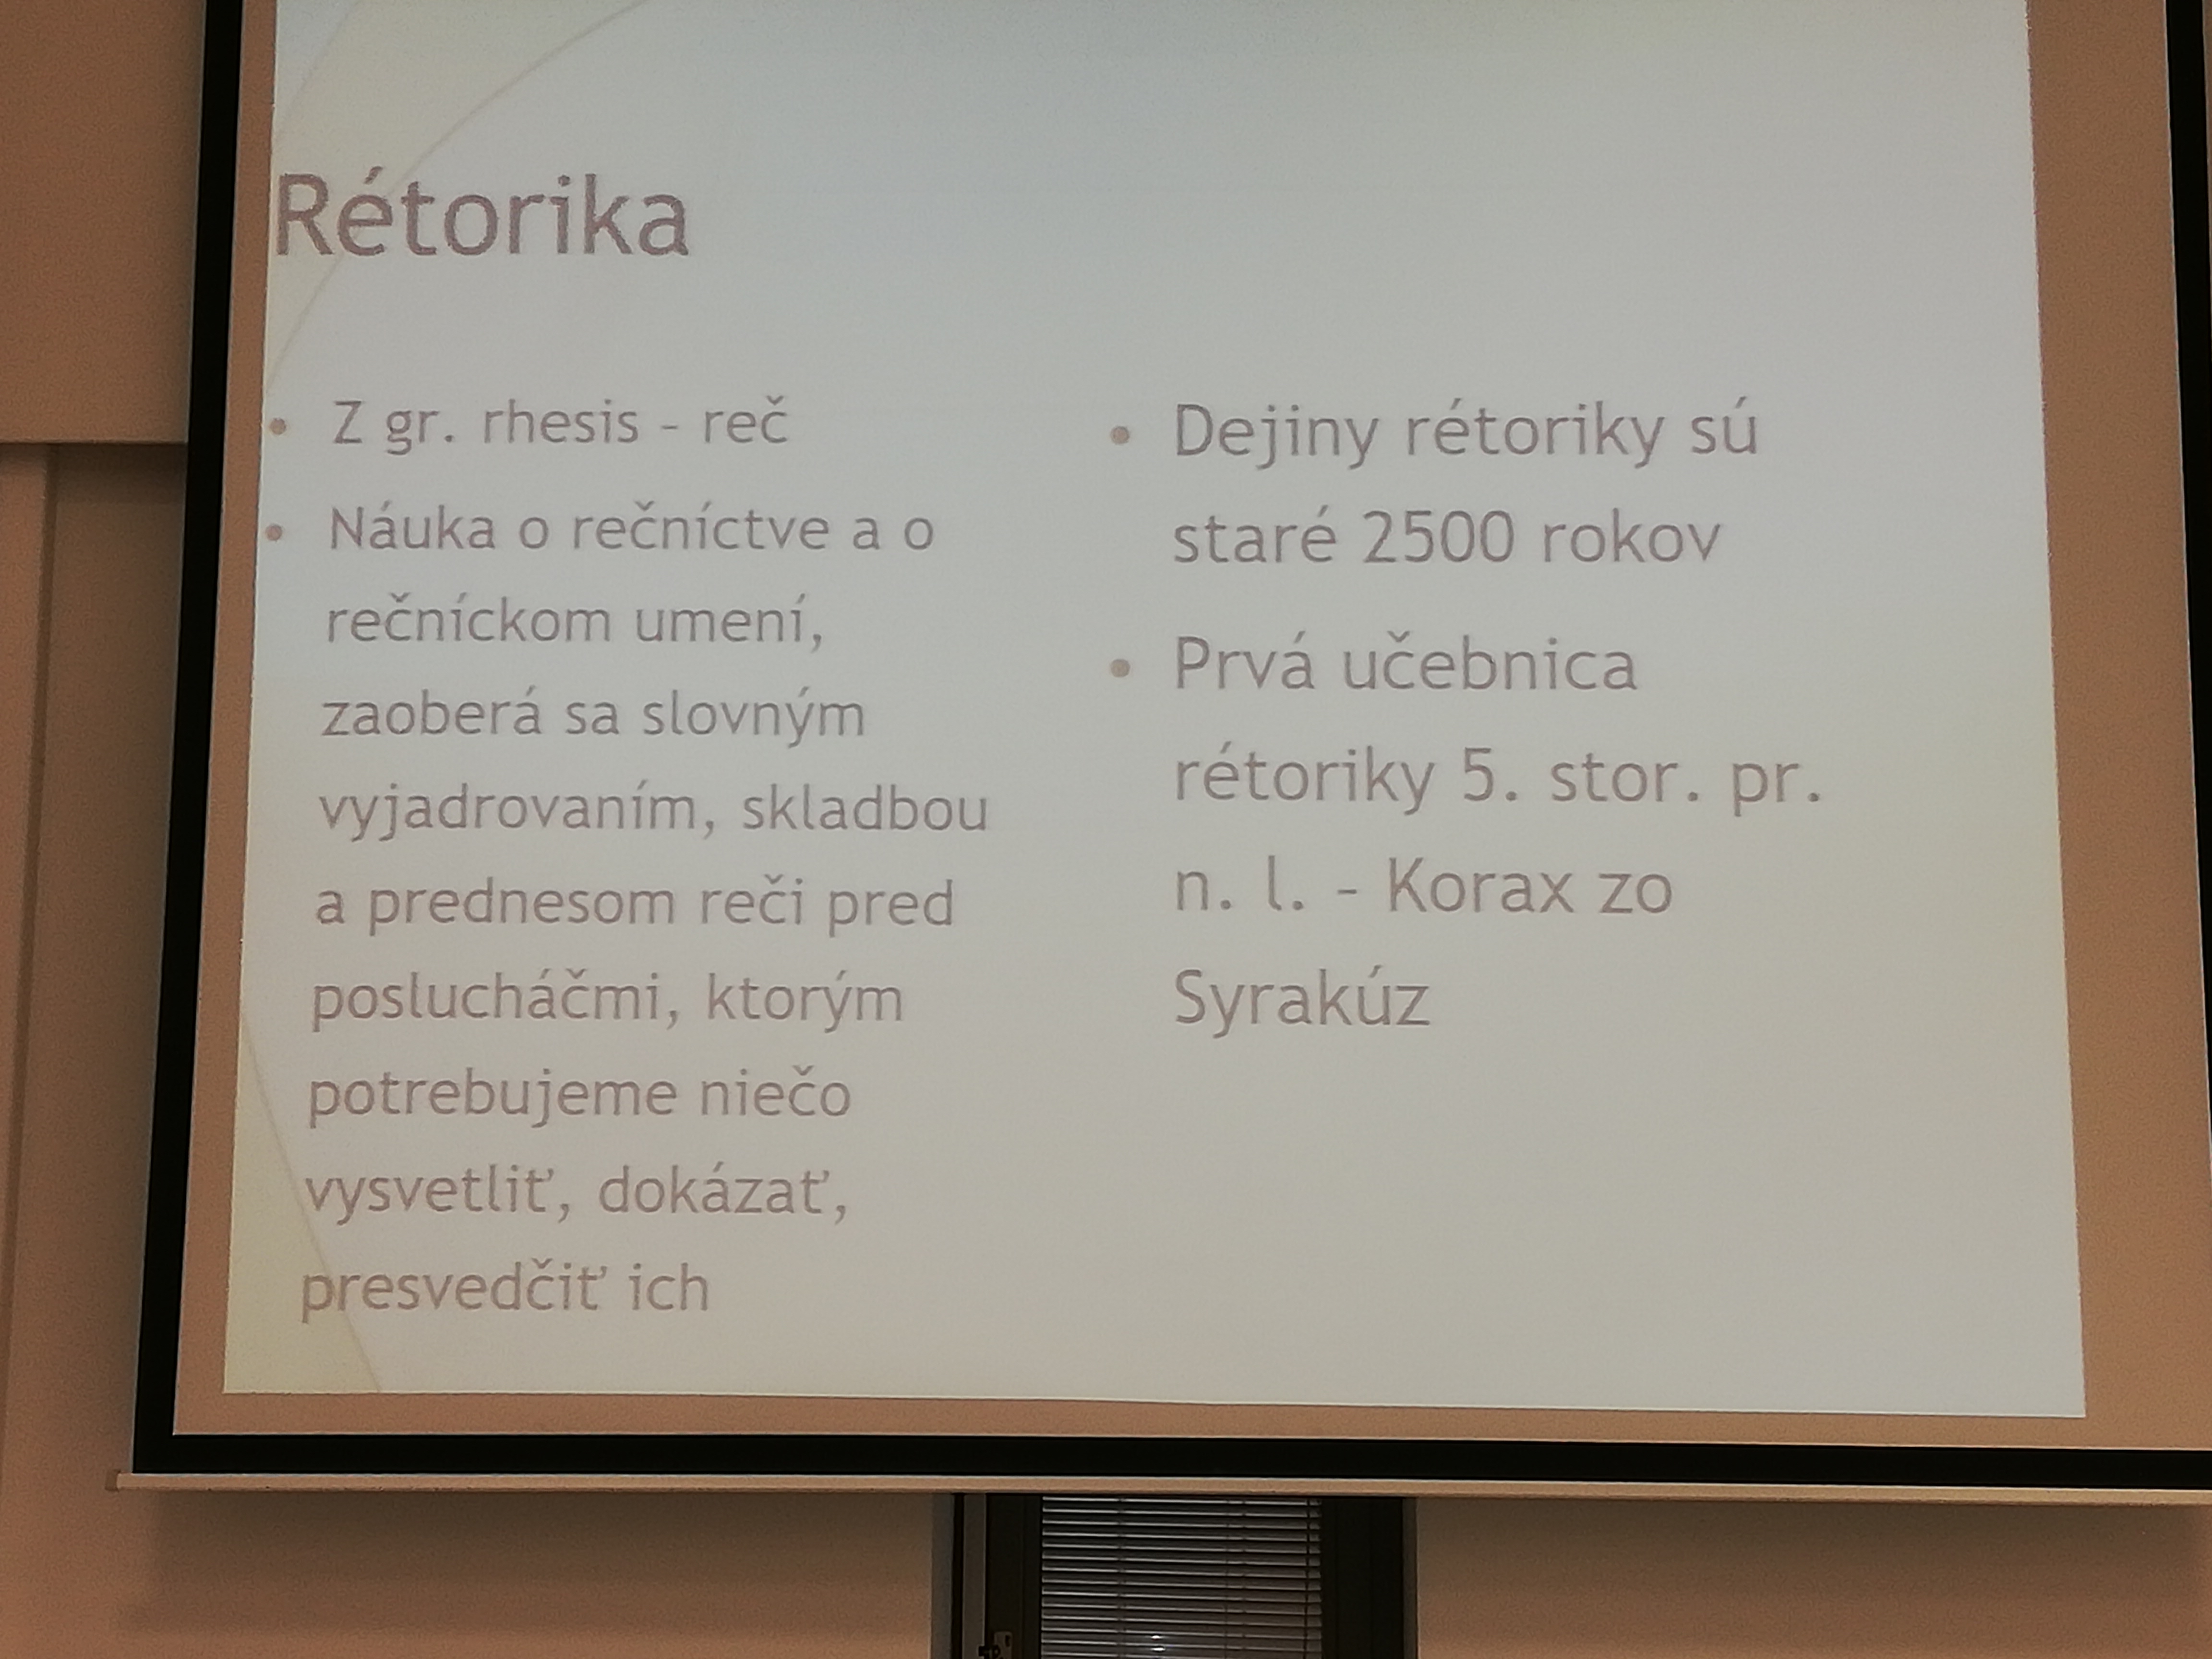 Rétorika
• Z gr. rhesis - reč
• Náuka o rečníctve a o
rečníckom umení,
zaoberá sa slovným
vyjadrovaním, skladbou
a prednesom reči pred
poslucháčmi, ktorým
potrebujeme niečo
vysvetliť, dokázať,
presvedčiť ich
• Dejiny rétoriky sú
staré 2500 rokov
• Prvá učebnica
rétoriky 5. stor. pr.
n. l. - Korax zo
Syrakúz